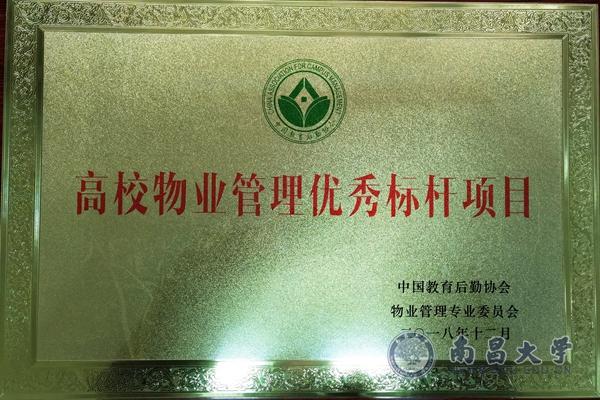 CHINA ASSOCIATION FOR CAMPUS MANAGEMENT
高校物业管理优秀标杆项目
中国教育后勤协会
物业管理专业委员会
二〇一八年十二月
南昌大学